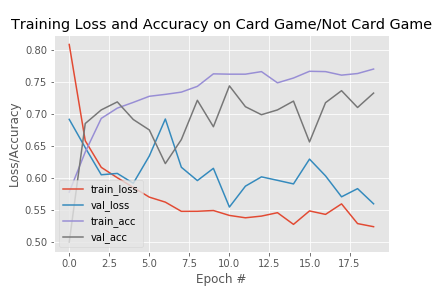 Training Loss and Accuracy on Card Game/Not Card Game
Loss/Accuracy
0.80
0.75
0.70
0.65
0.60
0.55
0.50
train_loss
val_loss
train_acc
val_acc
0.0 2.5 5.0 7.5 10.0 12.5 15.0 17.5
Epoch #